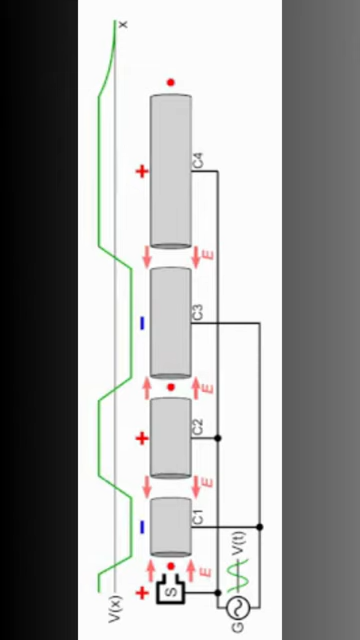 V(x)
x
+
−
+
−
+
S
E
E
E
E
C1
C2
C3
C4
G
V(t)